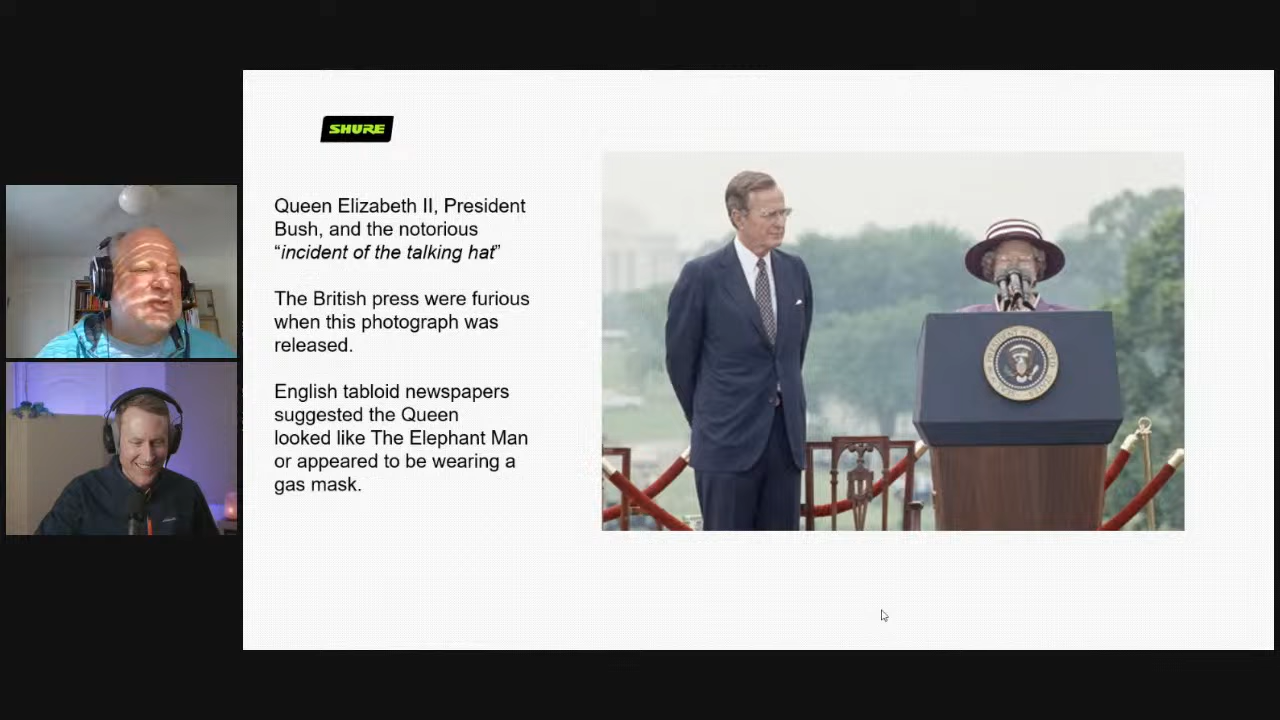 SHURE
Queen Elizabeth II, President
Bush, and the notorious
“incident of the talking hat”
The British press were furious
when this photograph was
released.
English tabloid newspapers
suggested the Queen
looked like The Elephant Man
or appeared to be wearing a
gas mask.